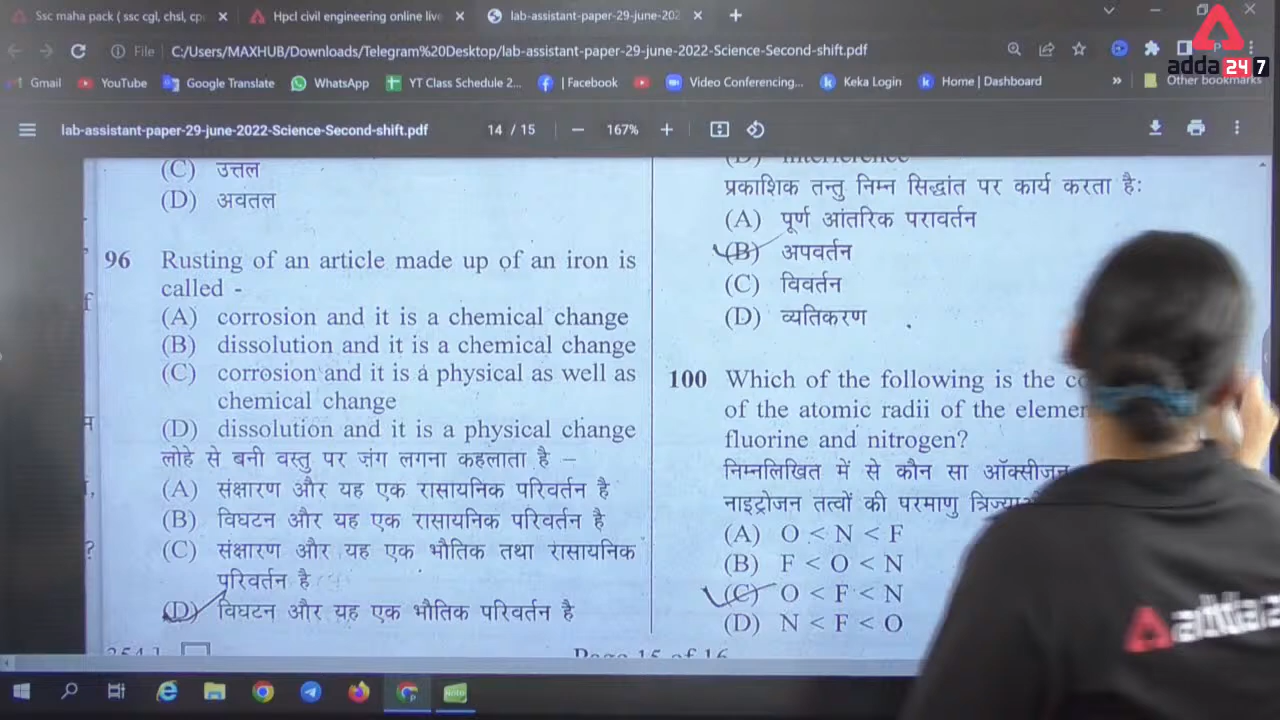 Ssc maha pack ( ssc cgl, chsl, cp
Hpcl civil engineering online live
lab-assistant-paper-29-june-202
File C:/Users/MAXHUB/Downloads/Telegram%20Desktop/lab-assistant-paper-29-june-2022-Science-Second-shift.pdf
P
adda 247
Gmail YouTube Google Translate WhatsApp YT Class Schedule 2... | Facebook Video Conferencing... Keka Login Home | Dashboard » Other bookmarks
lab-assistant-paper-29-june-2022-Science-Second-shift.pdf 14 / 15 − 167% +
(C) उत्तल
(D) अवतल
96 Rusting of an article made up of an iron is
called -
(A) corrosion and it is a chemical change
(B) dissolution and it is a chemical change
(C) corrosion and it is a physical as well as
chemical change
(D) dissolution and it is a physical change
लोहे से बनी वस्तु पर ज़ंग लगना कहलाता है –
(A) संक्षारण और यह एक रासायनिक परिवर्तन है
(B) विघटन और यह एक रासायनिक परिवर्तन है
(C) संक्षारण और यह एक भौतिक तथा रासायनिक
परिवर्तन है
(D) विघटन और यह एक भौतिक परिवर्तन है
(D) interference
प्रकाशिक तन्तु निम्न सिद्धांत पर कार्य करता है:
(A) पूर्ण आंतरिक परावर्तन
(B) अपवर्तन
(C) विवर्तन
(D) व्यतिकरण
100 Which of the following is the
of the atomic radii of the
fluorine and nitrogen?
निम्नलिखित में से कौन सा ऑक्सीजन
नाइट्रोजन तत्वों की परमाणु
(A) O < N < F
(B) F < O < N
(C) O < F < N
(D) N < F < O
Page 15 of 16
adda